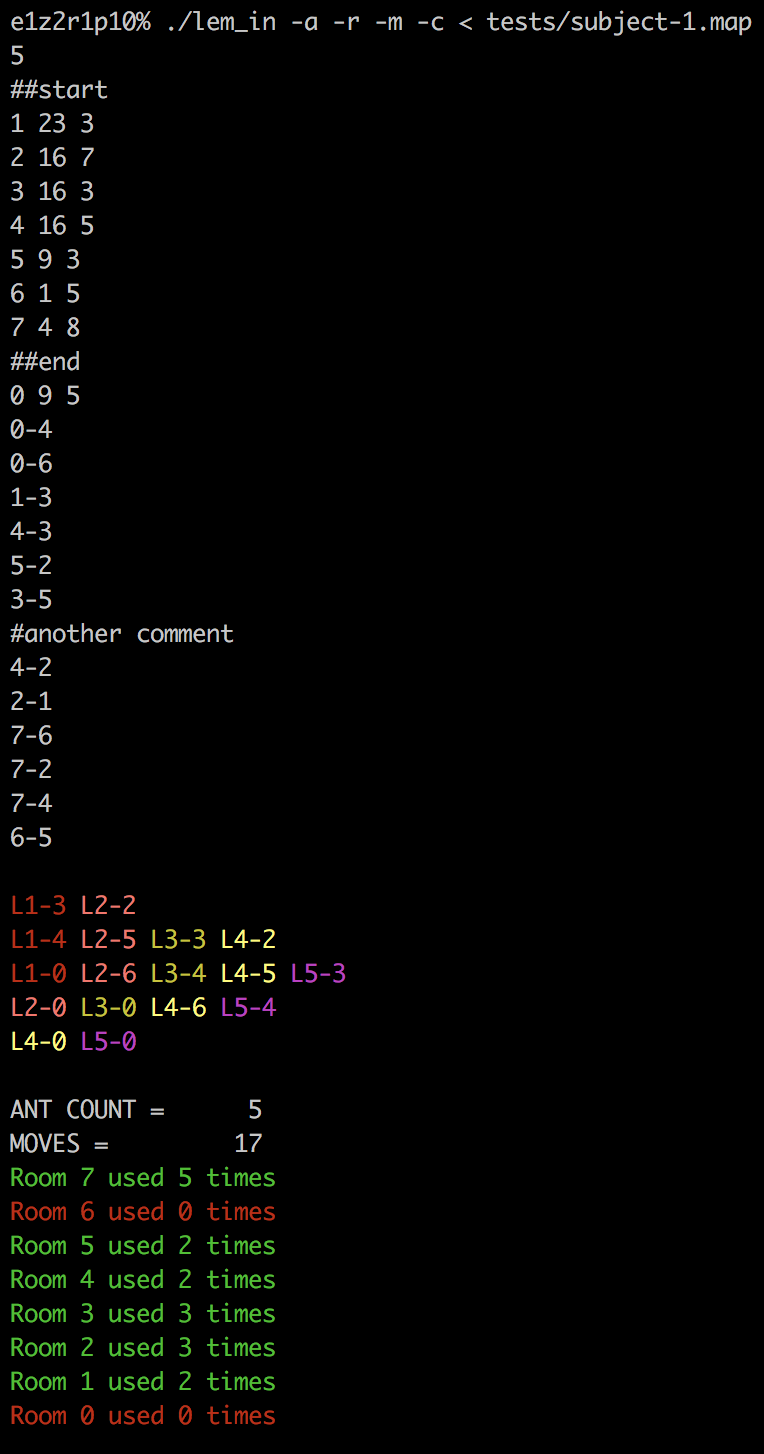 e1z2r1p10% ./lem_in -a -r -m -c < tests/subject-1.map
5
##start
1 23 3
2 16 7
3 16 3
4 16 5
5 9 3
6 1 5
7 4 8
##end
0 9 5
0-4
0-6
1-3
4-3
5-2
3-5
#another comment
4-2
2-1
7-6
7-2
7-4
6-5
L1-3 L2-2
L1-4 L2-5 L3-3 L4-2
L1-0 L2-6 L3-4 L4-5 L5-3
L2-0 L3-0 L4-6 L5-4
L4-0 L5-0
ANT COUNT =      5
MOVES =         17
Room 7 used 5 times
Room 6 used 0 times
Room 5 used 2 times
Room 4 used 2 times
Room 3 used 3 times
Room 2 used 3 times
Room 1 used 2 times
Room 0 used 0 times